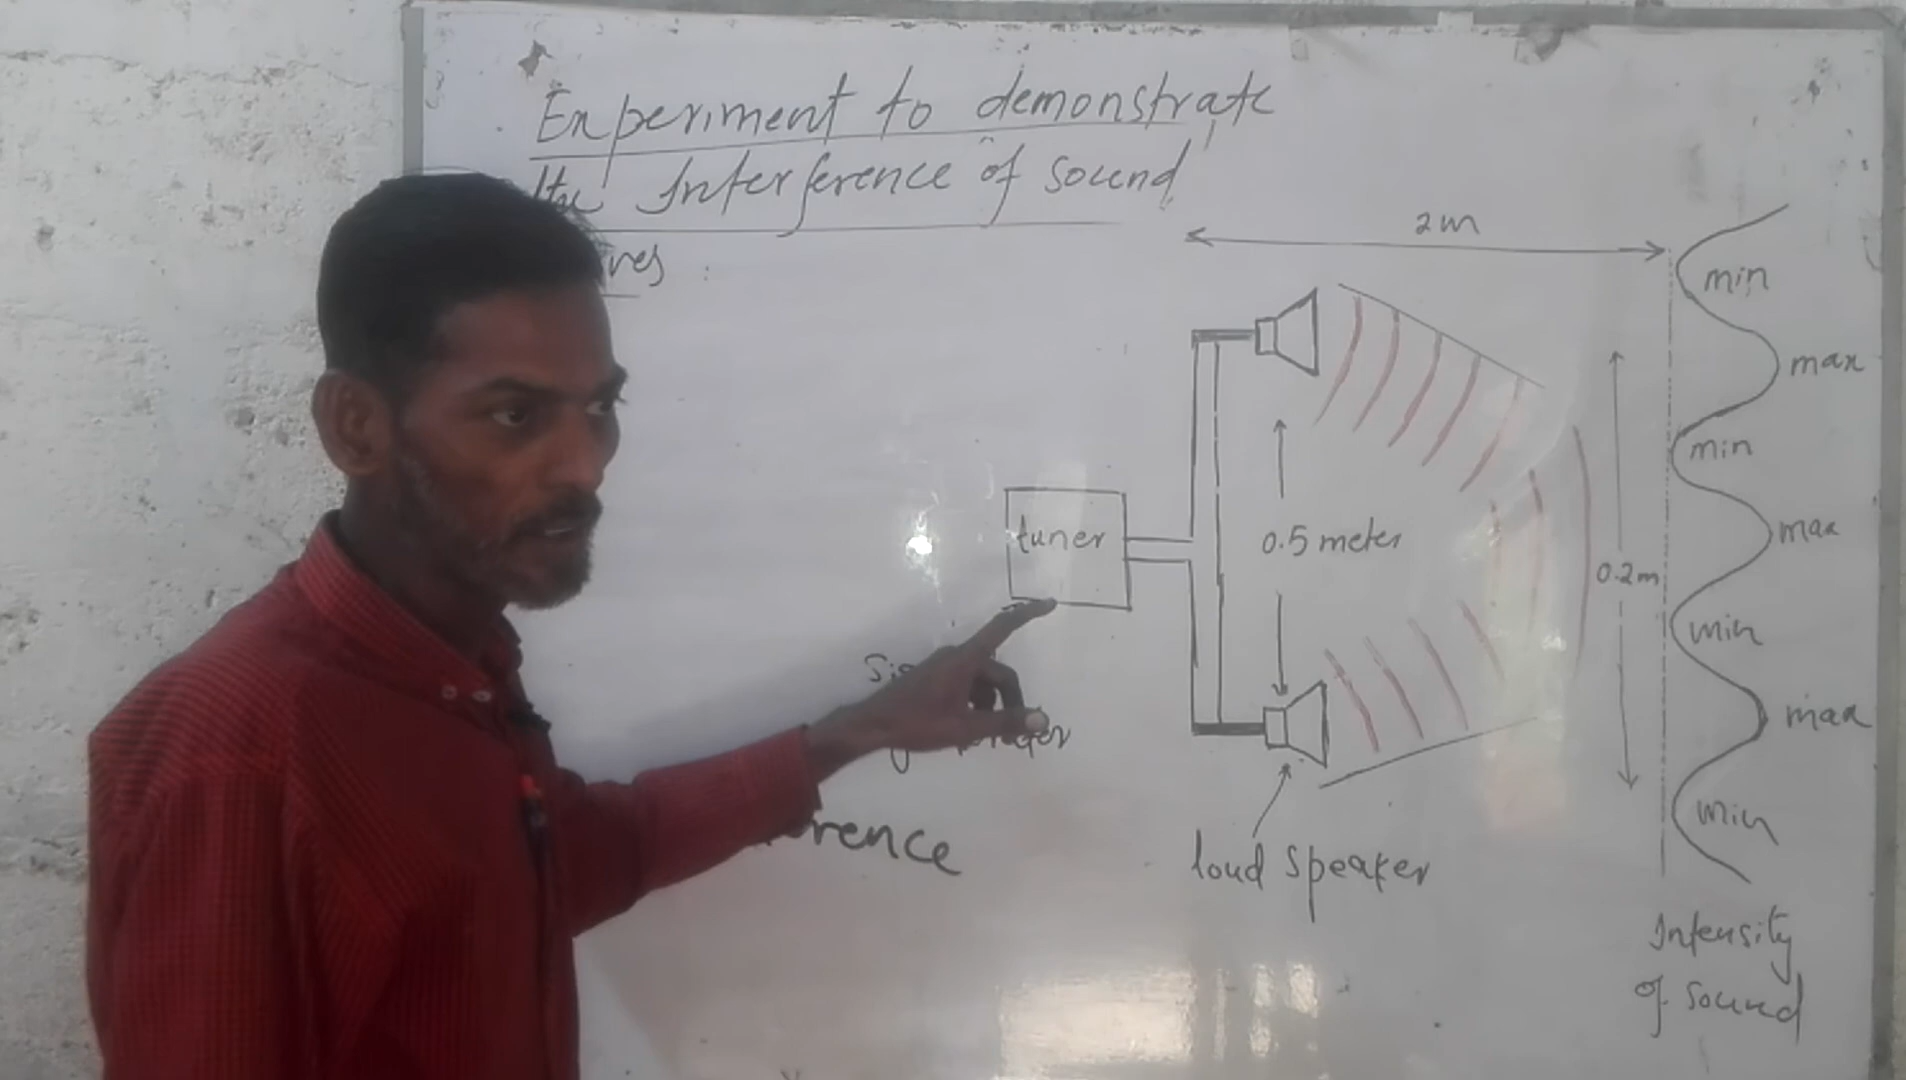 Experiment to demonstrate
the Interference of sound
2m
min
max
min
tuner
0.5 meter
max
0.2m
min
max
min
rence
loud speaker
Intensity
of sound